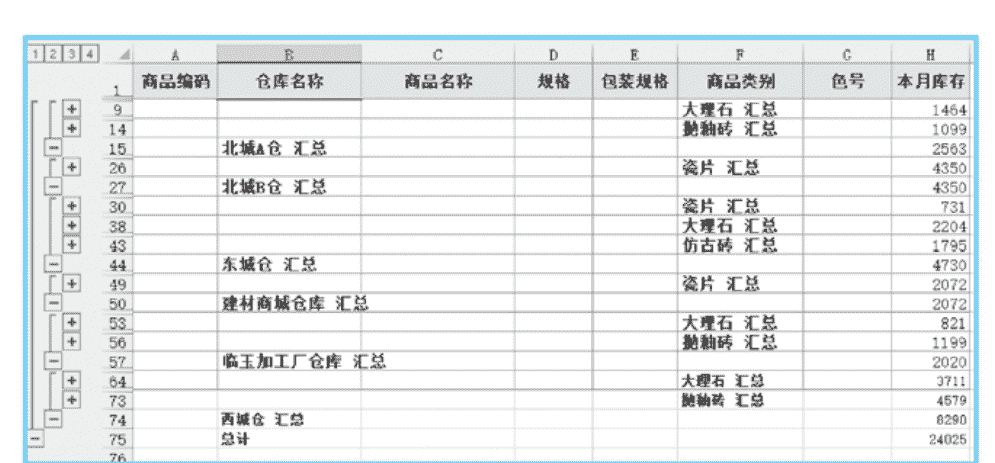 1 2 3 4 A B C D E F G H
1 商品编码 仓库名称 商品名称 规格 包装规格 商品类别 色号 本月库存
9 大理石 汇总 1464
14 抛釉砖 汇总 1099
15 北城A仓 汇总 2563
26 瓷片 汇总 4350
27 北城B仓 汇总 4350
30 瓷片 汇总 731
38 大理石 汇总 2204
43 仿古砖 汇总 1795
44 东城仓 汇总 4730
49 瓷片 汇总 2072
50 建材商城仓库 汇总 2072
53 大理石 汇总 821
56 抛釉砖 汇总 1199
57 临玉加工厂仓库 汇总 2020
64 大理石 汇总 3711
73 抛釉砖 汇总 4579
74 西城仓 汇总 8290
75 总计 24025
76